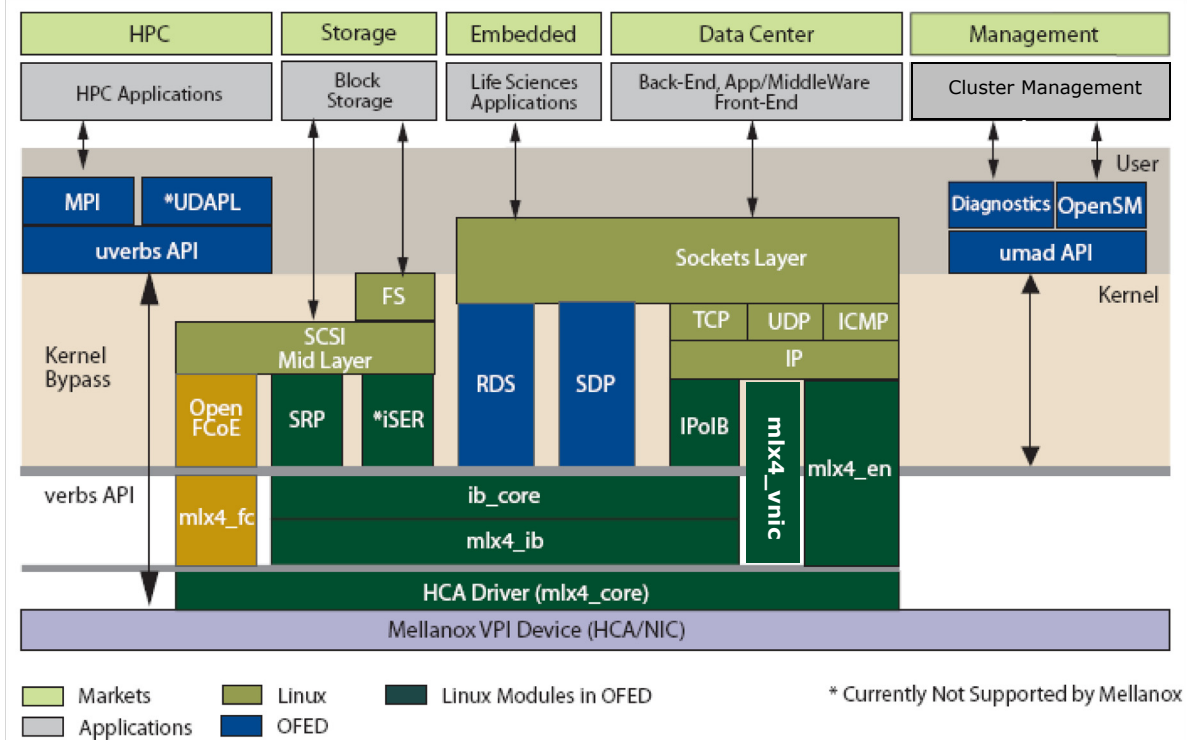 HPC
Storage
Embedded
Data Center
Management
HPC Applications
Block
Storage
Life Sciences
Applications
Back-End, App/MiddleWare
Front-End
Cluster Management
User
MPI
*UDAPL
uverbs API
Diagnostics
OpenSM
umad API
Sockets Layer
Kernel
FS
SCSI
Mid Layer
TCP
UDP
ICMP
IP
Kernel
Bypass
Open
FCoE
SRP
*iSER
RDS
SDP
IPoIB
mlx4_vnic
mlx4_en
verbs API
mlx4_fc
ib_core
mlx4_ib
HCA Driver (mlx4_core)
Mellanox VPI Device (HCA/NIC)
Markets
Linux
Linux Modules in OFED
* Currently Not Supported by Mellanox
Applications
OFED